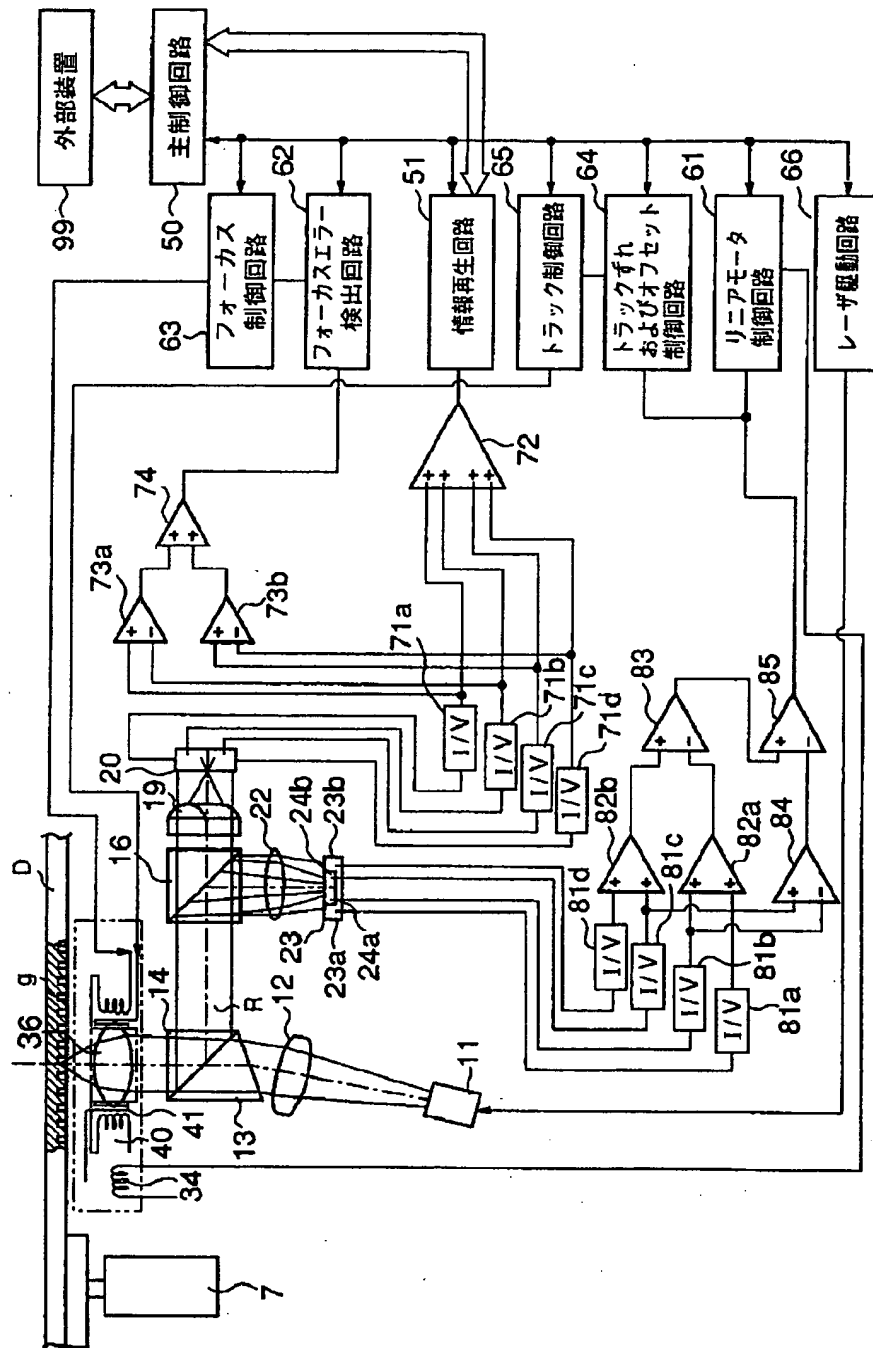 外部装置
99
主制御回路
50
フォーカス
制御回路
63
62
フォーカスエラー
検出回路
51
情報再生回路
65
トラック制御回路
64
トラックずれ
およびオフセット
制御回路
61
リニアモータ
制御回路
66
レーザ駆動回路
74
73a
+
-
73b
+
-
+
+
72
+
+
+
+
71a
I/V
71b
I/V
71c
I/V
71d
I/V
83
+
-
85
+
-
82b
+
+
82a
+
+
84
+
-
81d
I/V
81c
I/V
81b
I/V
81a
I/V
20
19
16
22
24b
23b
23
23a
24a
D
g
36
14
R
12
13
11
41
40
34
7